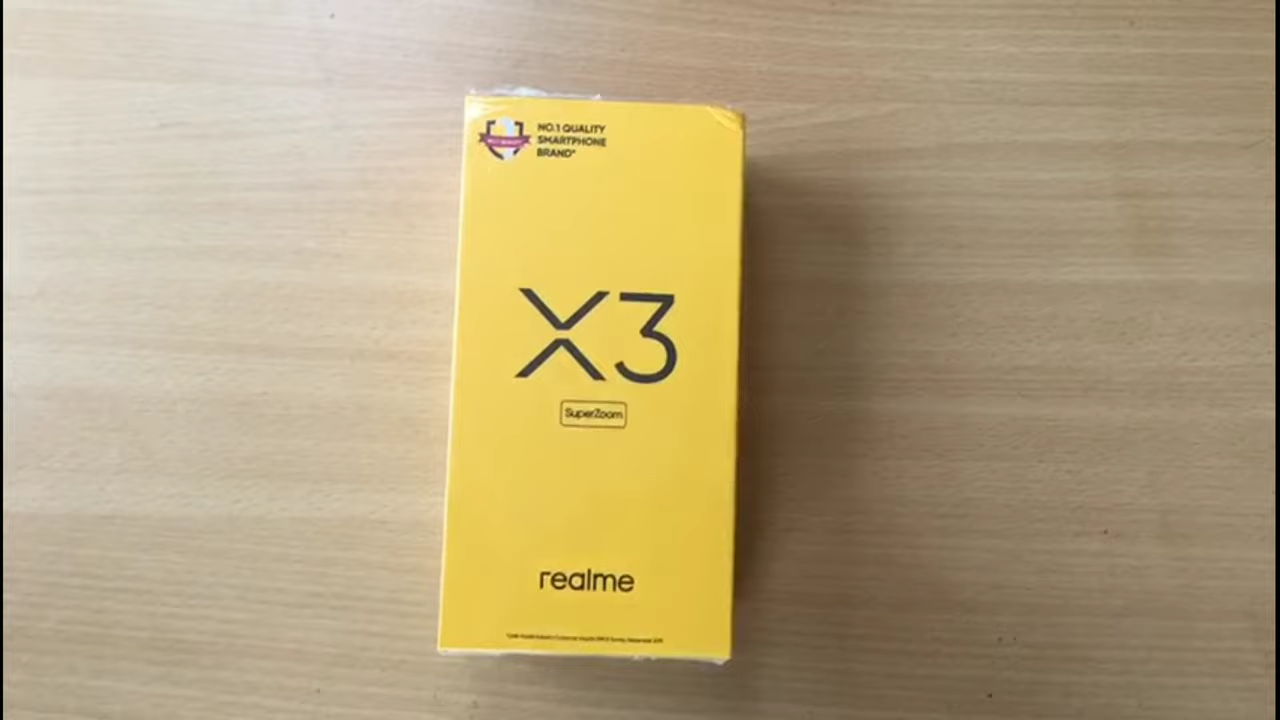 NO.1 QUALITY
SMARTPHONE
BRAND*
X3
SuperZoom
realme